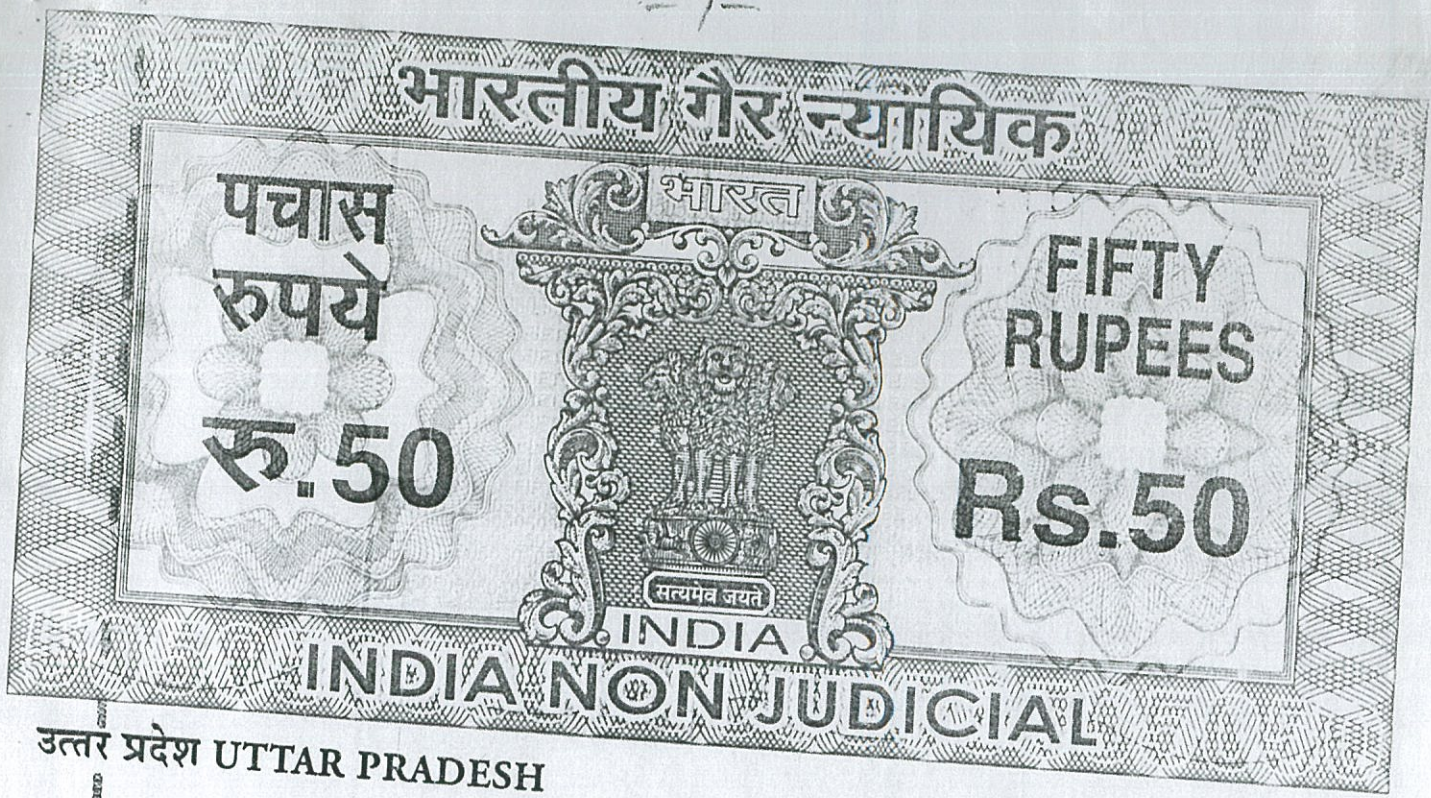 भारतीय गैर न्यायिक
भारत
पचास
रुपये
रु.50
FIFTY
RUPEES
Rs.50
सत्यमेव जयते
INDIA
INDIA NON JUDICIAL
उत्तर प्रदेश UTTAR PRADESH